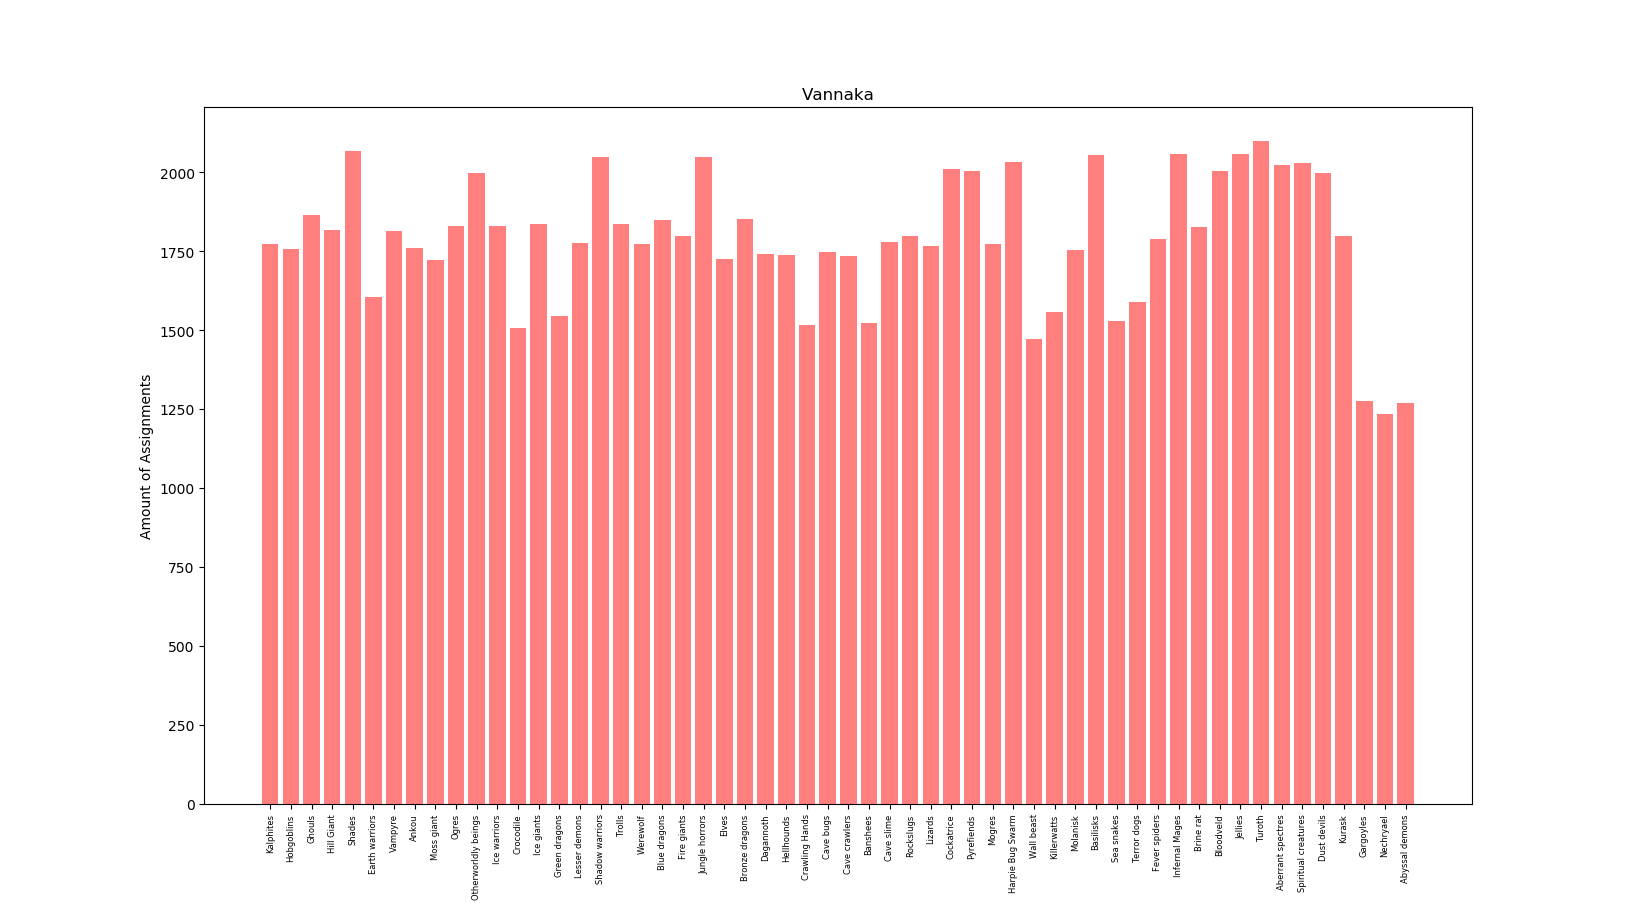 Vannaka
Amount of Assignments
2000
1750
1500
1250
1000
750
500
250
0
Kalphites
Hobgoblins
Ghouls
Hill Giant
Shades
Earth warriors
Vampyre
Ankou
Moss giant
Ogres
Otherworldly beings
Ice warriors
Crocodile
Ice giants
Green dragons
Lesser demons
Shadow warriors
Trolls
Werewolf
Blue dragons
Fire giants
Jungle horrors
Elves
Bronze dragons
Dagannoth
Hellhounds
Crawling Hands
Cave bugs
Cave crawlers
Banshees
Cave slime
Rockslugs
Lizards
Cockatrice
Pyrefiends
Mogres
Harpie Bug Swarm
Wall beast
Killerwatts
Molanisk
Basilisks
Sea snakes
Terror dogs
Fever spiders
Infernal Mages
Brine rat
Bloodveld
Jellies
Turoth
Aberrant spectres
Spiritual creatures
Dust devils
Kurask
Gargoyles
Nechryael
Abyssal demons